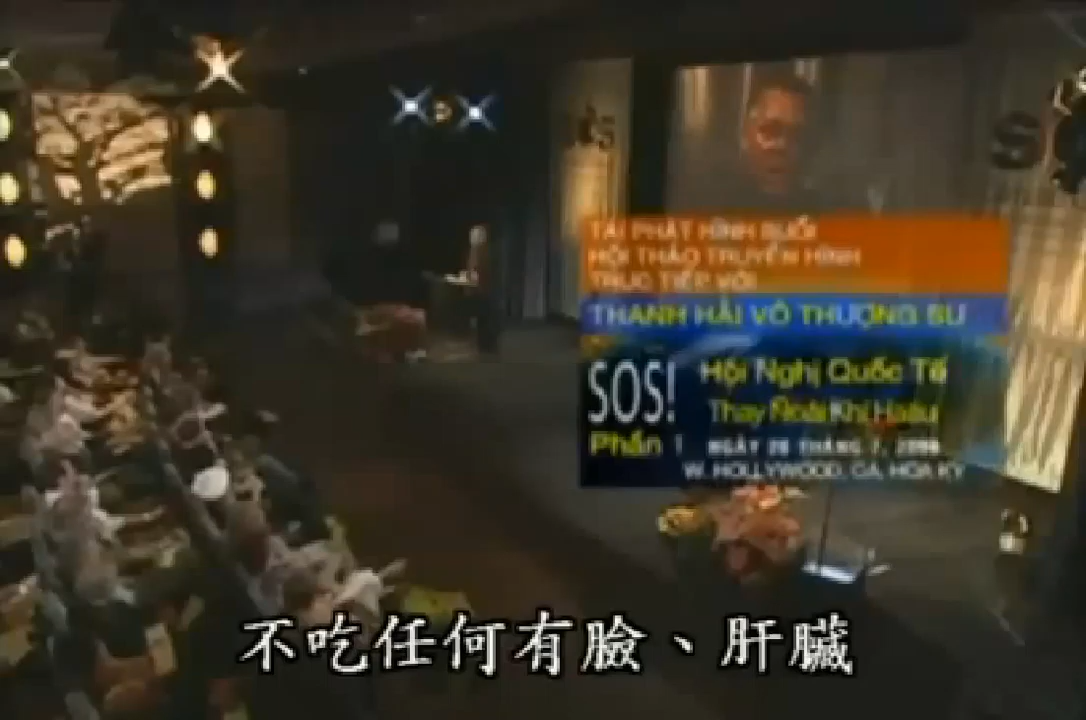 TÁI PHÁT HÌNH BUỔI
HỘI THẢO TRUYỀN HÌNH
TRỰC TIẾP VỚI
THANH HẢI VÔ THƯỢNG SƯ
SOS!
Hội Nghị Quốc Tế
Thay Đổi Khí Hậu
Phần 1
W. HOLLYWOOD, CA, HOA KỲ
不吃任何有臉、肝臟